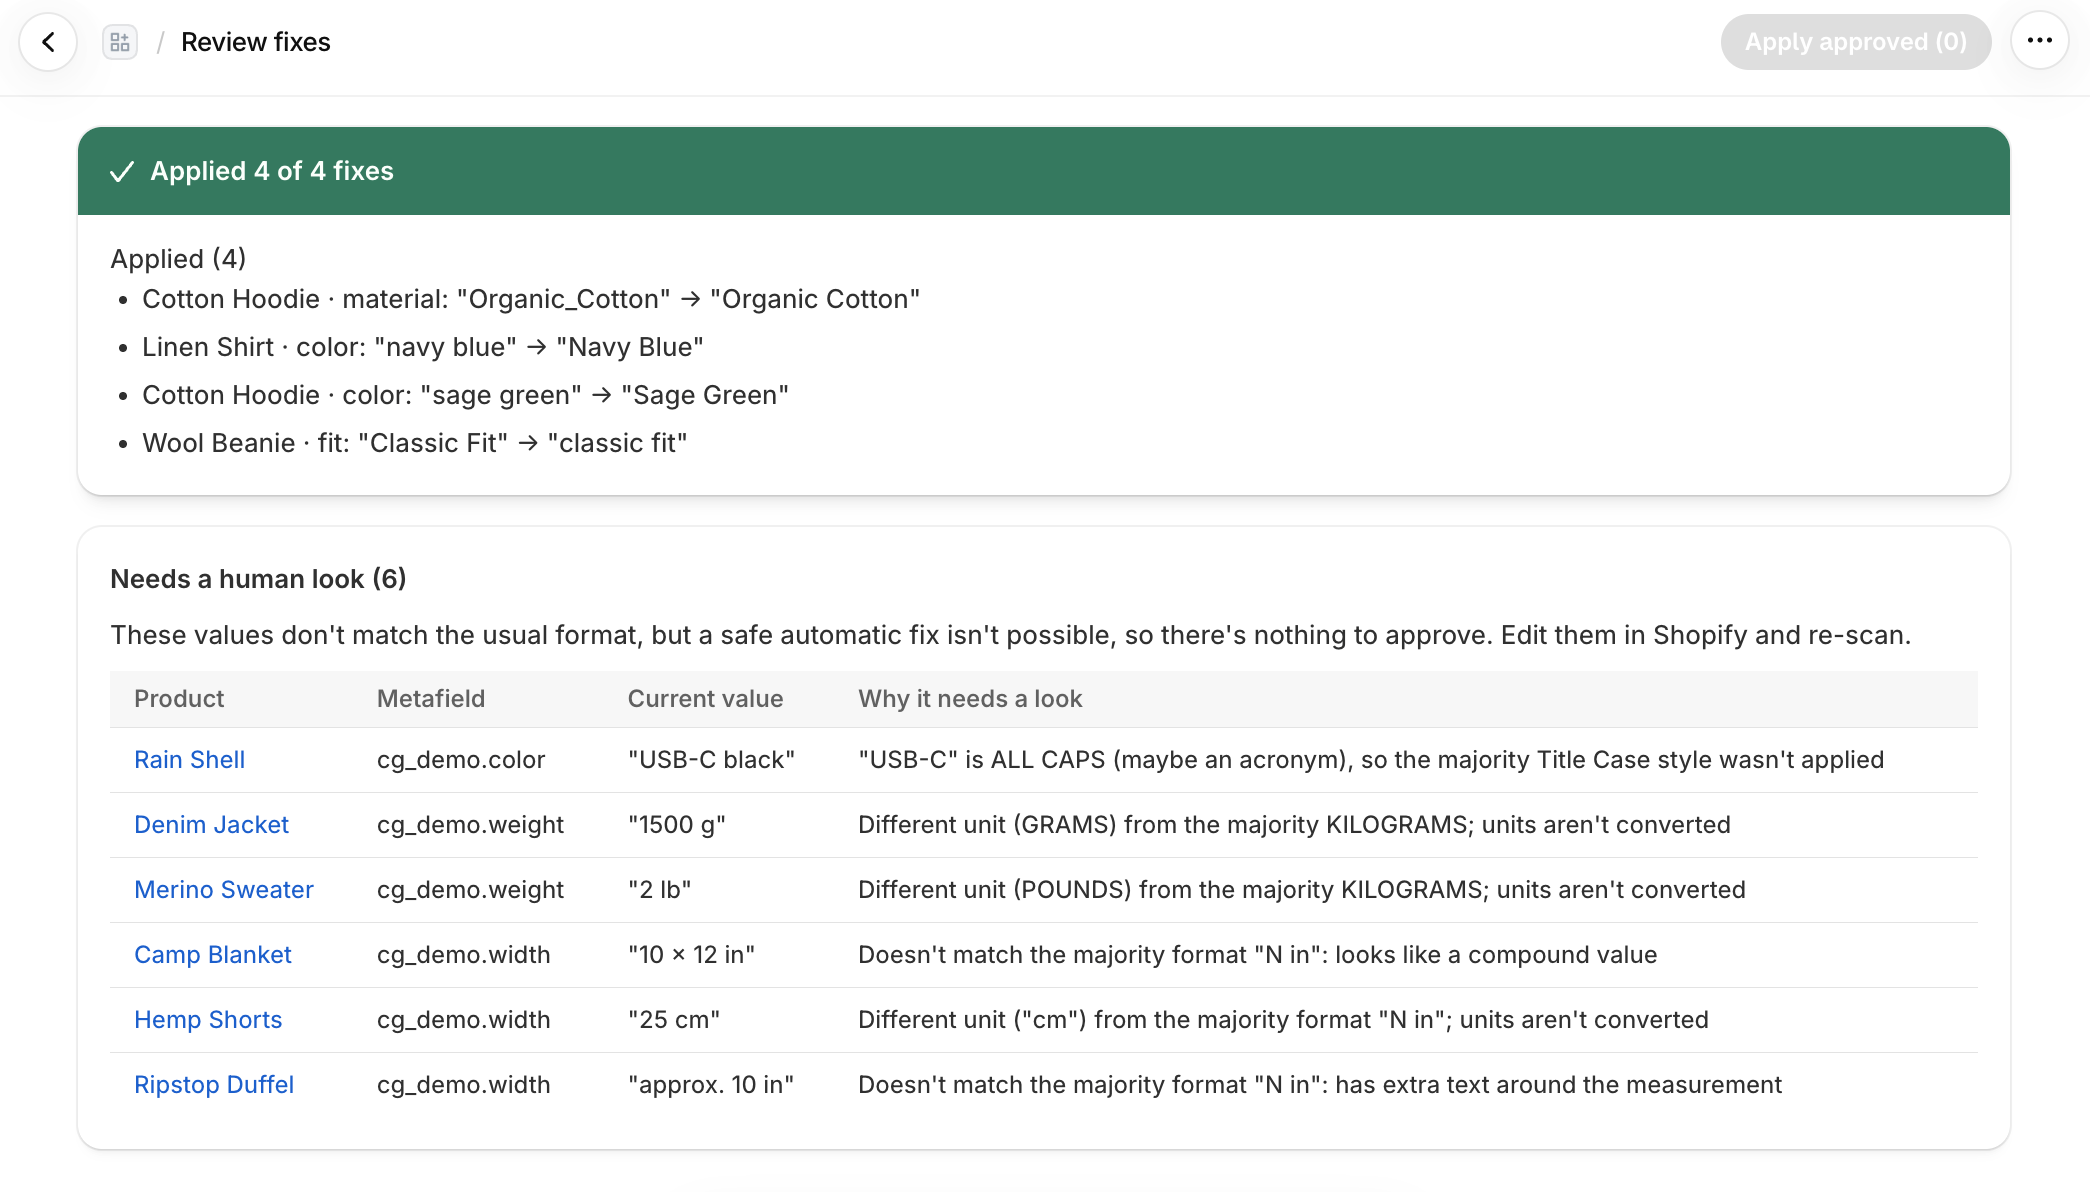 / Review fixes
Apply approved (0)
Applied 4 of 4 fixes
Applied (4)
• Cotton Hoodie · material: "Organic_Cotton" → "Organic Cotton"
• Linen Shirt · color: "navy blue" → "Navy Blue"
• Cotton Hoodie · color: "sage green" → "Sage Green"
• Wool Beanie · fit: "Classic Fit" → "classic fit"
Needs a human look (6)
These values don't match the usual format, but a safe automatic fix isn't possible, so there's nothing to approve. Edit them in Shopify and re-scan.
Product Metafield Current value Why it needs a look
Rain Shell cg_demo.color "USB-C black" "USB-C" is ALL CAPS (maybe an acronym), so the majority Title Case style wasn't applied
Denim Jacket cg_demo.weight "1500 g" Different unit (GRAMS) from the majority KILOGRAMS; units aren't converted
Merino Sweater cg_demo.weight "2 lb" Different unit (POUNDS) from the majority KILOGRAMS; units aren't converted
Camp Blanket cg_demo.width "10 × 12 in" Doesn't match the majority format "N in": looks like a compound value
Hemp Shorts cg_demo.width "25 cm" Different unit ("cm") from the majority format "N in"; units aren't converted
Ripstop Duffel cg_demo.width "approx. 10 in" Doesn't match the majority format "N in": has extra text around the measurement